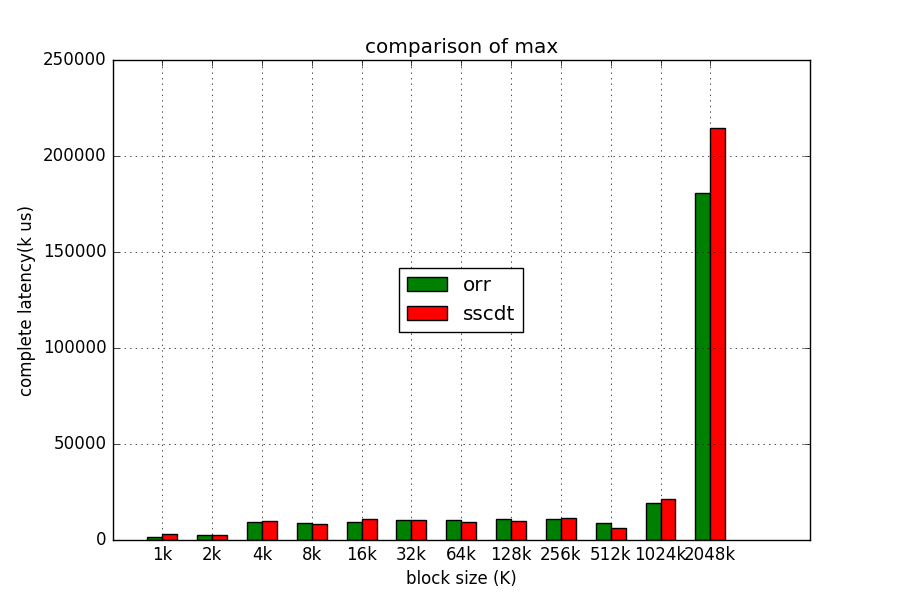 comparison of max
250000
200000
150000
100000
50000
0
complete latency(k us)
orr
sscdt
1k 2k 4k 8k 16k 32k 64k 128k 256k 512k 1024k 2048k
block size (K)